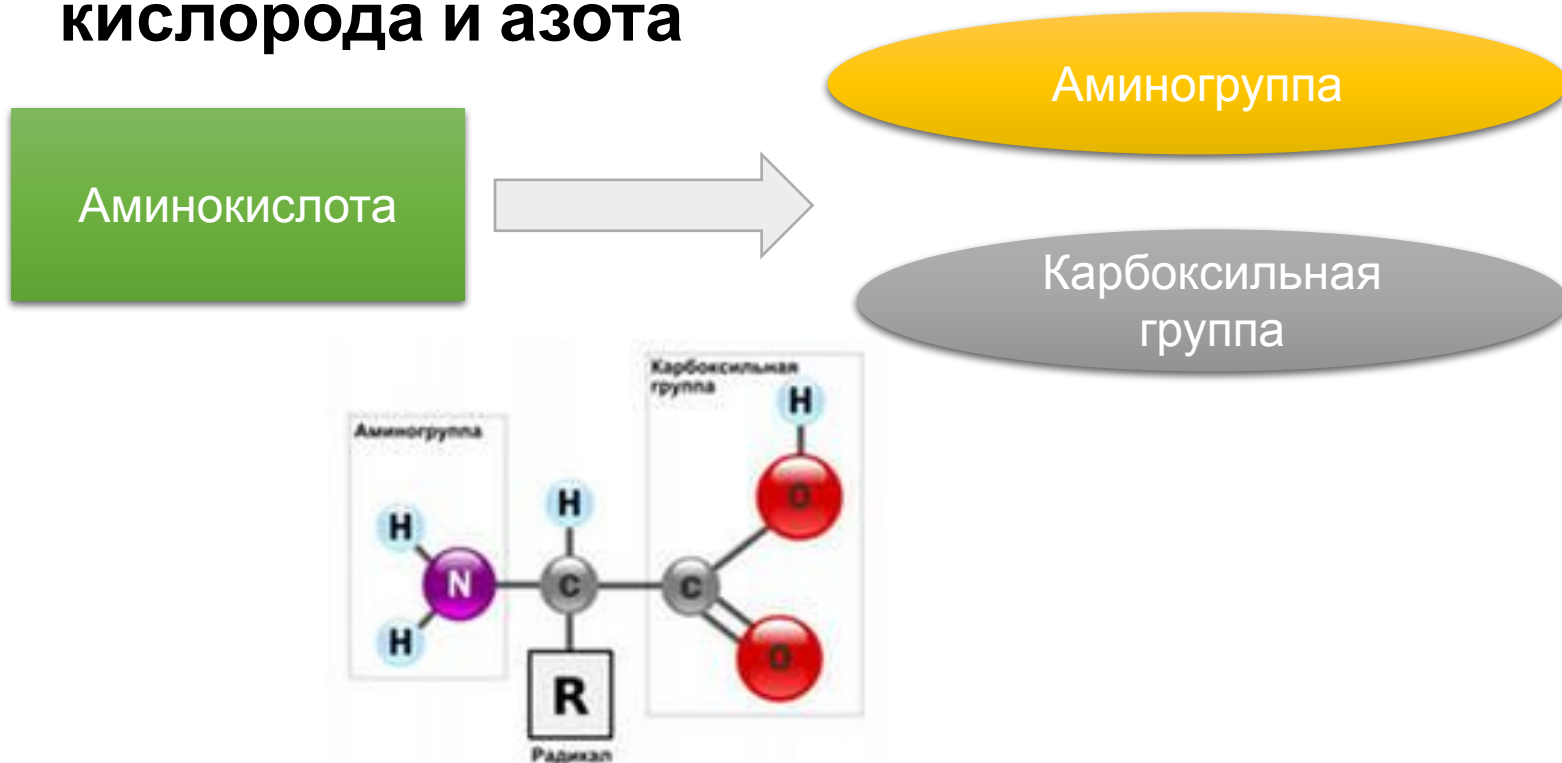 кислорода и азота
Аминогруппа
Аминокислота
Карбоксильная
группа
Карбоксильная
группа
H
Аминогруппа
O
H
H
N
C
C
H
O
R
Радикал